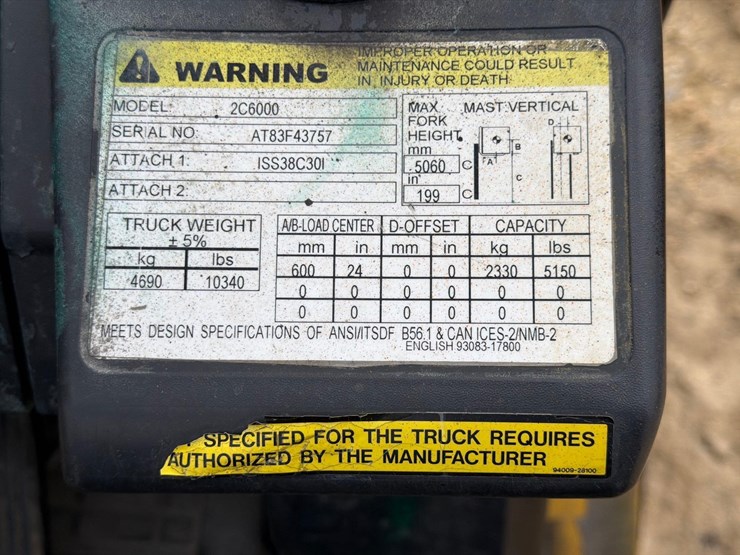 WARNING
IMPROPER OPERATION OR
MAINTENANCE COULD RESULT
IN INJURY OR DEATH
MODEL: 2C6000
SERIAL NO: AT83F43757
ATTACH 1: ISS38C30I
ATTACH 2:
MAX. FORK HEIGHT
MAST VERTICAL
mm
5060 C
in
199 C
D
B
A
C
TRUCK WEIGHT
± 5%
kg lbs
4690 10340
A/B-LOAD CENTER D-OFFSET CAPACITY
mm in mm in kg lbs
600 24 0 0 2330 5150
0 0 0 0 0 0
0 0 0 0 0 0
MEETS DESIGN SPECIFICATIONS OF ANSI/ITSDF B56.1 & CAN ICES-2/NMB-2
ENGLISH 93083-17800
SPECIFIED FOR THE TRUCK REQUIRES
AUTHORIZED BY THE MANUFACTURER
94009-28100